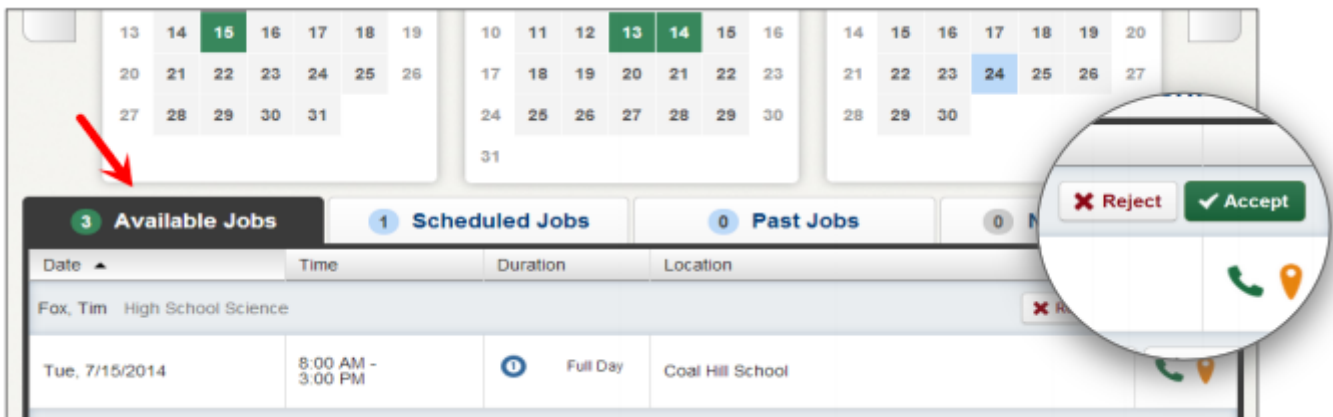 13 14 15 16 17 18 19 10 11 12 13 14 15 16 14 15 16 17 18 19 20
20 21 22 23 24 25 26 17 18 19 20 21 22 23 21 22 23 24 25 26 27
27 28 29 30 31 24 25 26 27 28 29 30 28 29 30
31
Reject Accept
3 Available Jobs 1 Scheduled Jobs 0 Past Jobs 0
Date Time Duration Location
Fox, Tim High School Science
Tue, 7/15/2014 8:00 AM - 1 Full Day Coal Hill School
3:00 PM